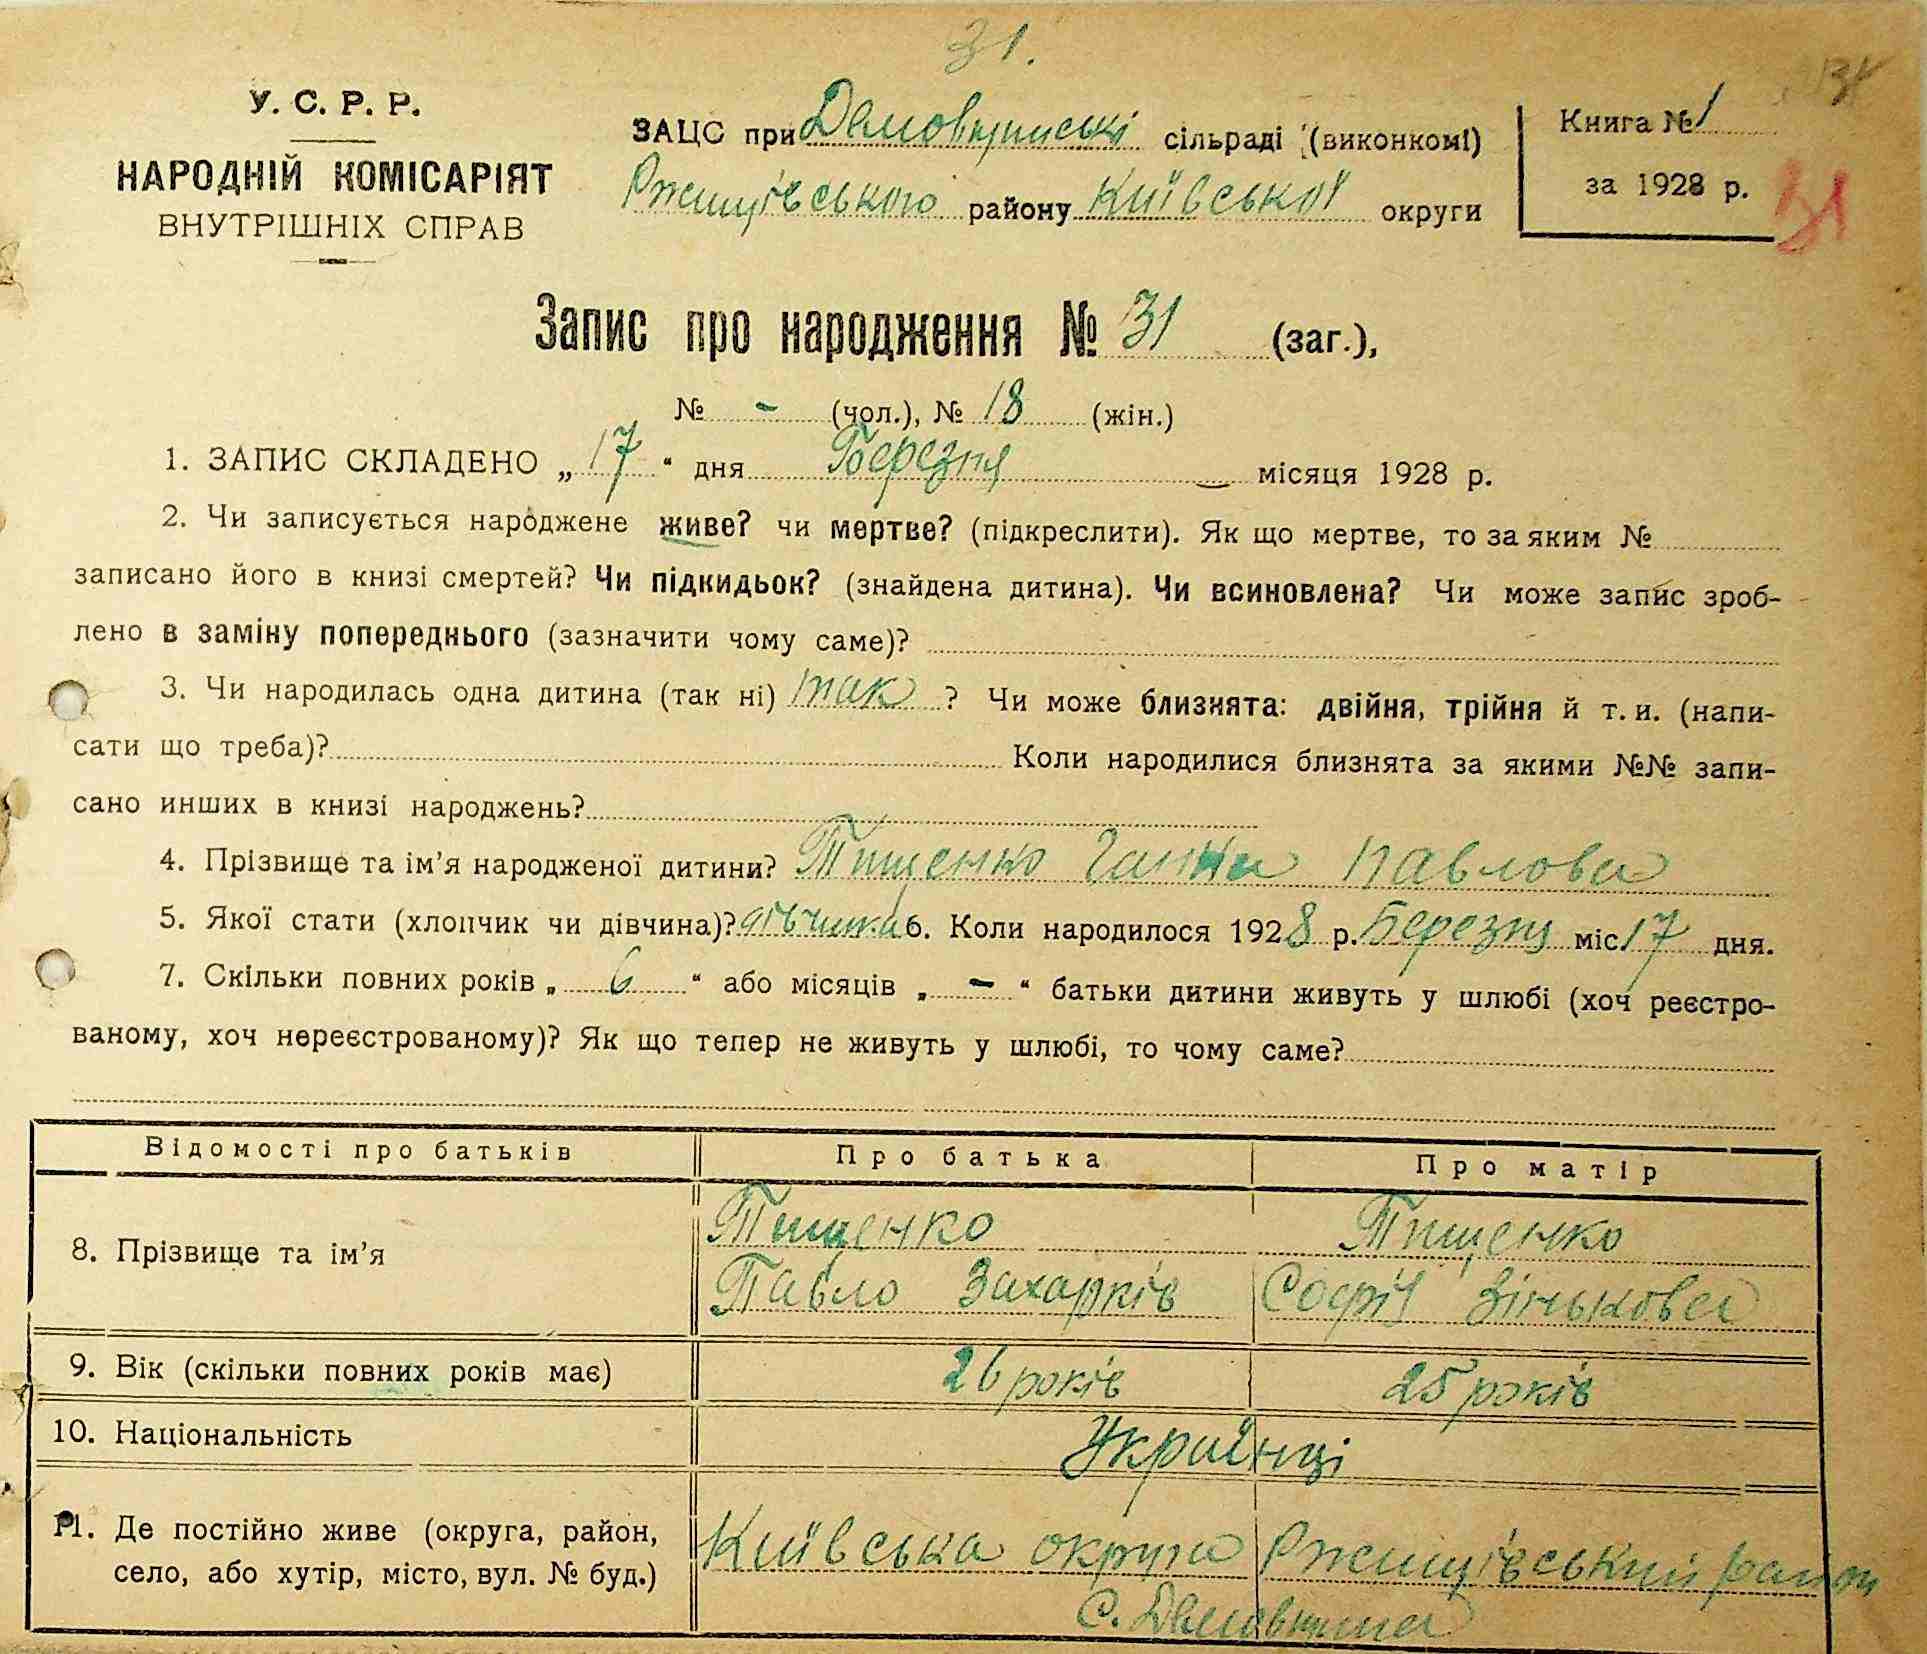 31.
31
У. С. Р. Р.
НАРОДНІЙ КОМІСАРІЯТ
ВНУТРІШНІХ СПРАВ
ЗАЦС при Демовщинські сільраді (виконкомі)
Ржищівського району Київської округи
Книга № 1
за 1928 р.
31
Запис про народження № 31 (заг.),
№ - (чол.), № 18 (жін.)
1. ЗАПИС СКЛАДЕНО „ 17 “ дня Березня місяця 1928 р.
2. Чи записується народжене живе? чи мертве? (підкреслити). Як що мертве, то за яким №
записано його в книзі смертей? Чи підкидьок? (знайдена дитина). Чи всиновлена? Чи може запис зроб-
лено в заміну попереднього (зазначити чому саме)?
3. Чи народилась одна дитина (так ні) так ? Чи може близнята: двійня, трійня й т. и. (напи-
сати що треба)? Коли народилися близнята за якими №№ запи-
сано инших в книзі народжень?
4. Прізвище та ім’я народженої дитини? Тищенко Ганна Павлова
5. Якої стати (хлопчик чи дівчина)? дівчинка 6. Коли народилося 1928 р. Березня міс. 17 дня.
7. Скільки повних років „ 6 “ або місяців „ - “ батьки дитини живуть у шлюбі (хоч реєстро-
ваному, хоч нереєстрованому)? Як що тепер не живуть у шлюбі, то чому саме?
Відомості про батьків Про батька Про матір
8. Прізвище та ім’я
Тищенко
Павло Захарків
Тищенко
Софія Зінькова
9. Вік (скільки повних років має) 26 років 25 років
10. Національність Українці
11. Де постійно живе (округа, район,
село, або хутір, місто, вул. № буд.)
Київська округа Ржищівський район
с. Демовщина